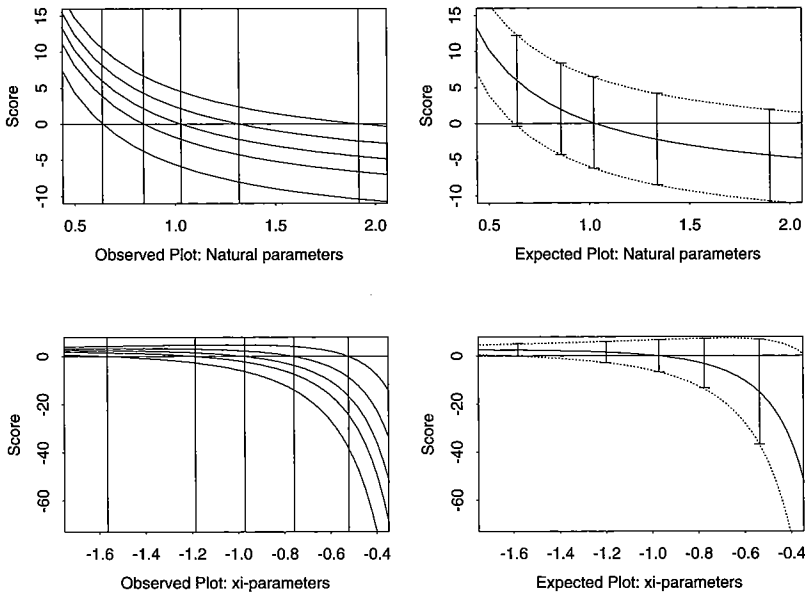 15
10
5
0
-5
-10
Score
0.5 1.0 1.5 2.0
Observed Plot: Natural parameters
15
10
5
0
-5
-10
Score
0.5 1.0 1.5 2.0
Expected Plot: Natural parameters
0
-20
-40
-60
Score
-1.6 -1.4 -1.2 -1.0 -0.8 -0.6 -0.4
Observed Plot: xi-parameters
0
-20
-40
-60
Score
-1.6 -1.4 -1.2 -1.0 -0.8 -0.6 -0.4
Expected Plot: xi-parameters